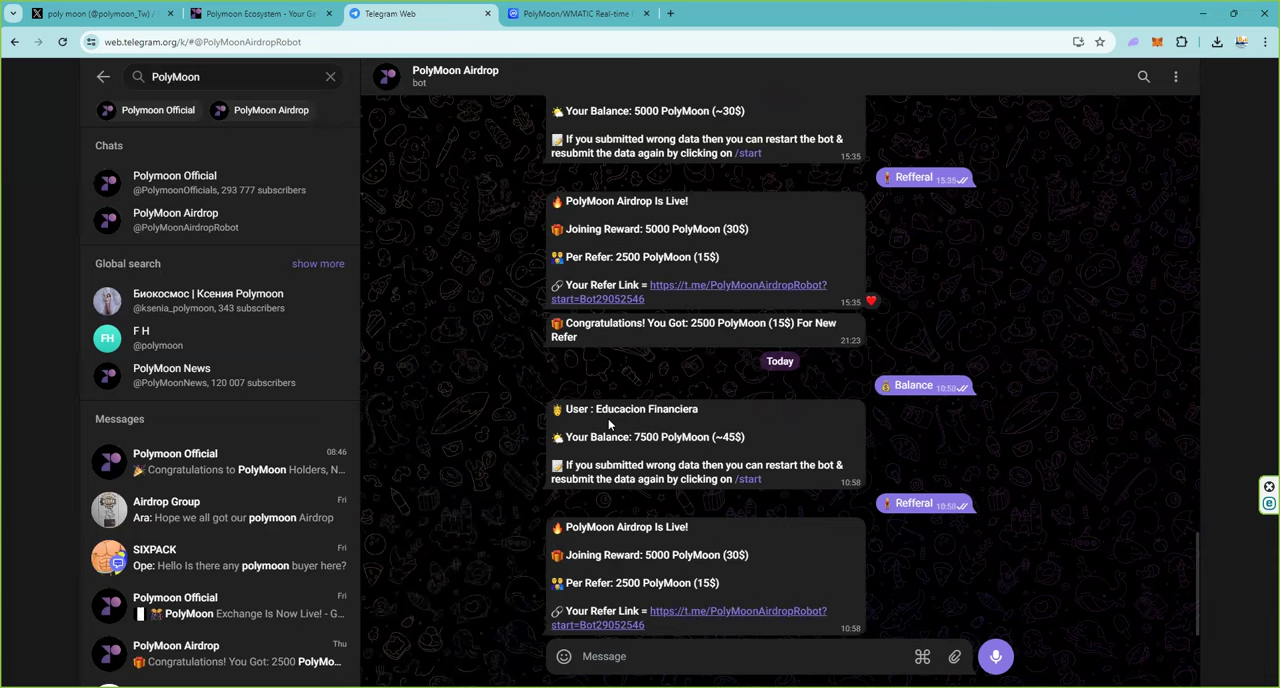 poly moon (@polymoon_Tw) /
Polymoon Ecosystem - Your Ga
Telegram Web
PolyMoon/WMATIC Real-time
web.telegram.org/k/#@PolyMoonAirdropRobot
PolyMoon
Polymoon Official
PolyMoon Airdrop
Chats
Polymoon Official
@PolymoonOfficials, 293 777 subscribers
PolyMoon Airdrop
@PolyMoonAirdropRobot
Global search
show more
Биокосмос | Ксения Polymoon
@ksenia_polymoon, 343 subscribers
FH
F H
@polymoon
PolyMoon News
@PolyMoonNews, 120 007 subscribers
Messages
Polymoon Official 08:46
Congratulations to PolyMoon Holders, N...
Airdrop Group Fri
Ara: Hope we all got our polymoon Airdrop
SIXPACK Fri
Ope: Hello Is there any polymoon buyer here?
Polymoon Official Fri
PolyMoon Exchange Is Now Live! - G...
PolyMoon Airdrop Thu
Congratulations! You Got: 2500 PolyMo...
PolyMoon Airdrop
bot
Your Balance: 5000 PolyMoon (~30$)
If you submitted wrong data then you can restart the bot &
resubmit the data again by clicking on /start 15:35
Refferal 15:35
PolyMoon Airdrop Is Live!
Joining Reward: 5000 PolyMoon (30$)
Per Refer: 2500 PolyMoon (15$)
Your Refer Link = https://t.me/PolyMoonAirdropRobot?
start=Bot29052546 15:35
Congratulations! You Got: 2500 PolyMoon (15$) For New
Refer 21:23
Today
Balance 10:58
User : Educacion Financiera
Your Balance: 7500 PolyMoon (~45$)
If you submitted wrong data then you can restart the bot &
resubmit the data again by clicking on /start 10:58
Refferal 10:58
PolyMoon Airdrop Is Live!
Joining Reward: 5000 PolyMoon (30$)
Per Refer: 2500 PolyMoon (15$)
Your Refer Link = https://t.me/PolyMoonAirdropRobot?
start=Bot29052546 10:58
Message